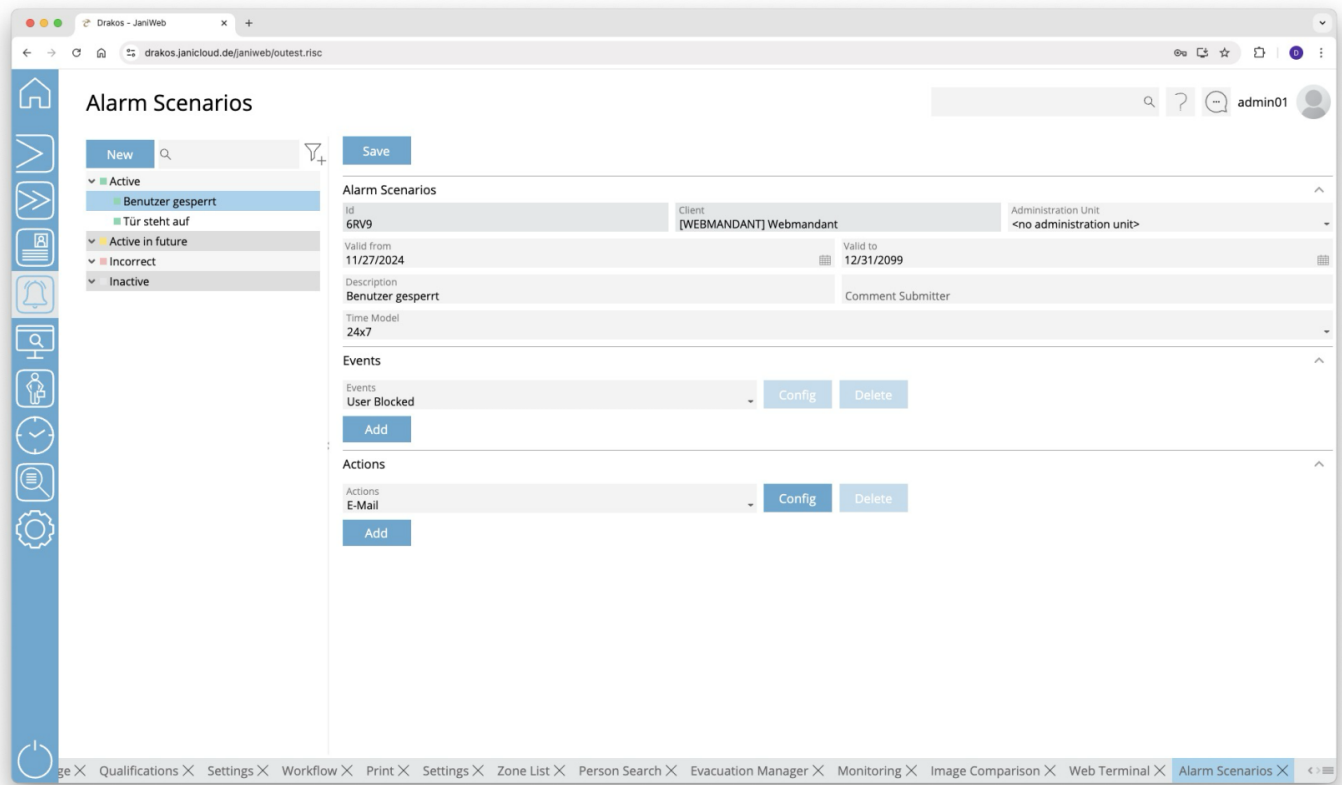 Drakos - JaniWeb
drakos.janicloud.de/janiweb/outest.risc
D
Alarm Scenarios
admin01
New
Save
Active
Benutzer gesperrt
Tür steht auf
Active in future
Incorrect
Inactive
Alarm Scenarios
Id
6RV9
Client
[WEBMANDANT] Webmandant
Administration Unit
<no administration unit>
Valid from
11/27/2024
Valid to
12/31/2099
Description
Benutzer gesperrt
Comment Submitter
Time Model
24x7
Events
Events
User Blocked
Config
Delete
Add
Actions
Actions
E-Mail
Config
Delete
Add
ge Qualifications Settings Workflow Print Settings Zone List Person Search Evacuation Manager Monitoring Image Comparison Web Terminal Alarm Scenarios